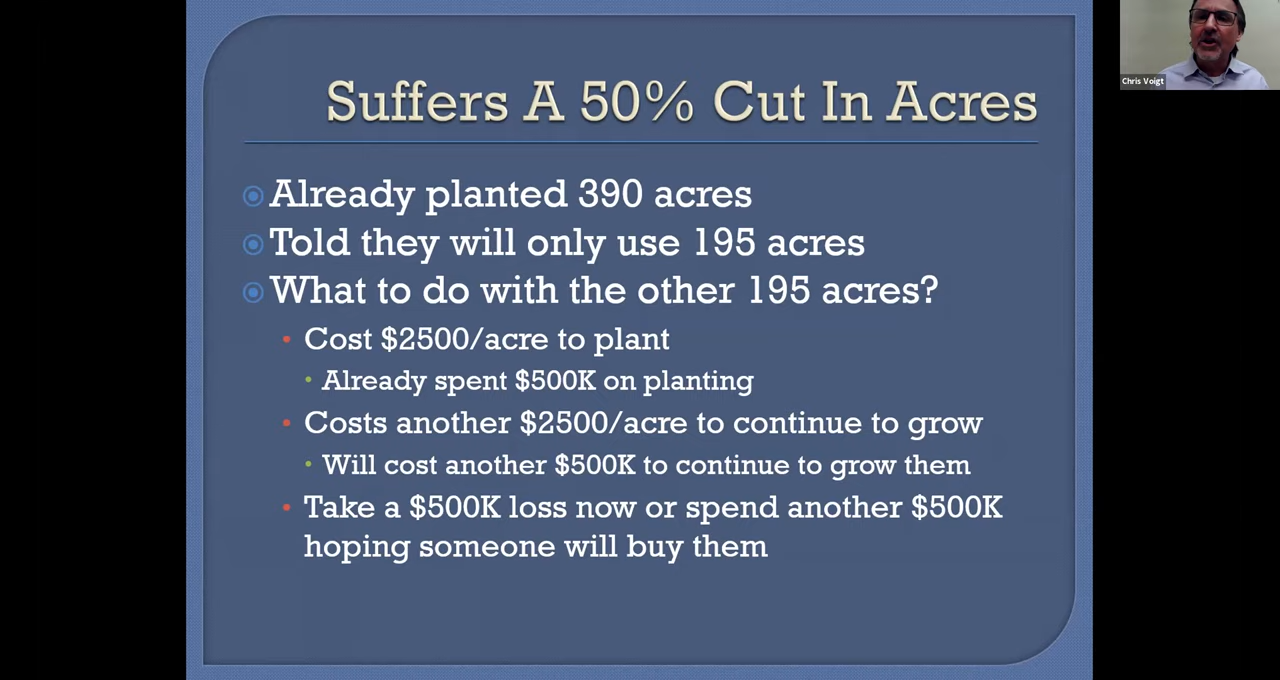 Suffers A 50% Cut In Acres
Already planted 390 acres
Told they will only use 195 acres
What to do with the other 195 acres?
Cost $2500/acre to plant
Already spent $500K on planting
Costs another $2500/acre to continue to grow
Will cost another $500K to continue to grow them
Take a $500K loss now or spend another $500K
hoping someone will buy them
Chris Voigt